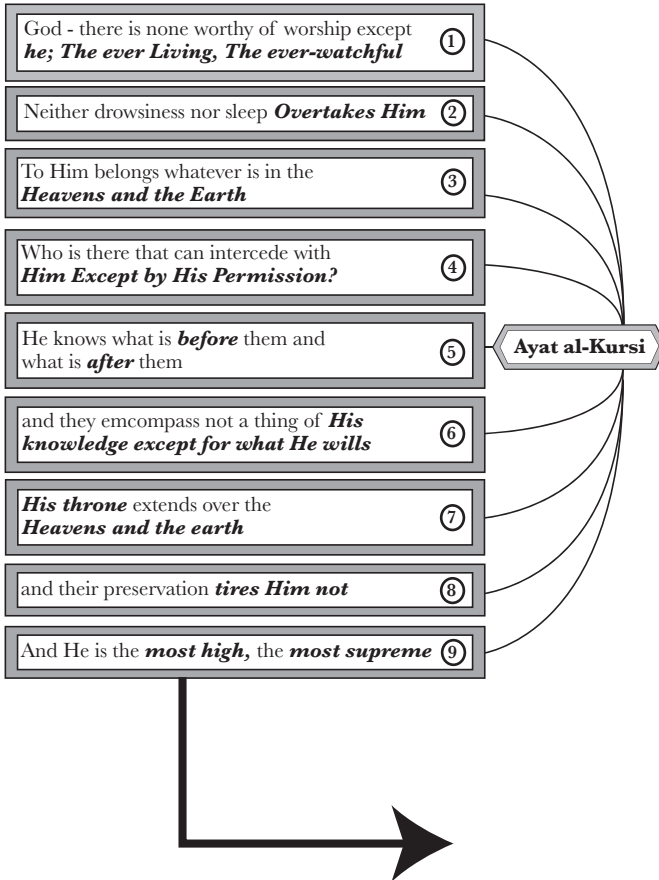 God - there is none worthy of worship except
he; The ever Living, The ever-watchful
1
Neither drowsiness nor sleep Overtakes Him
2
To Him belongs whatever is in the
Heavens and the Earth
3
Who is there that can intercede with
Him Except by His Permission?
4
He knows what is before them and
what is after them
5
Ayat al-Kursi
and they emcompass not a thing of His
knowledge except for what He wills
6
His throne extends over the
Heavens and the earth
7
and their preservation tires Him not
8
And He is the most high, the most supreme
9